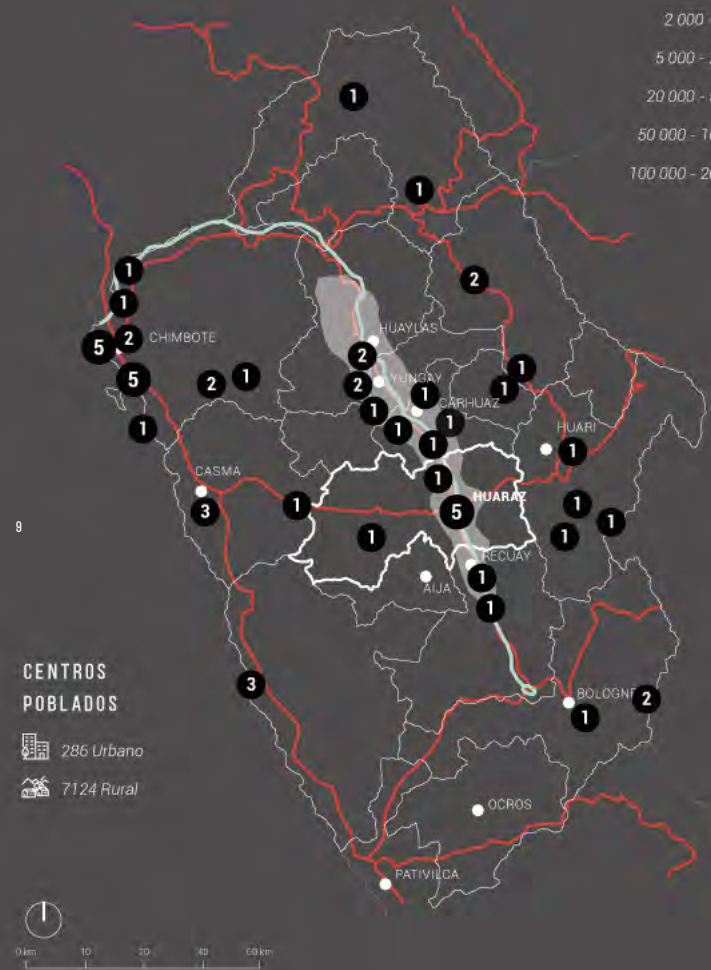 2 000 -
5 000 -
20 000 -
50 000 - 1
100 000 - 2
1
1
2
1
1
5
2
CHIMBOTE
HUAYLAS
2
5
2
1
2
YUNGAY
1
1
1
1
CARHUAZ
1
1
1
1
HUARI
1
1
CASMA
3
1
HUARAZ
5
1
1
1
1
9
RECUAY
1
AIJA
1
3
BOLOGNE
2
1
CENTROS
POBLADOS
286 Urbano
7124 Rural
OCROS
PATIVILCA
0 km
10
20
40
60 km